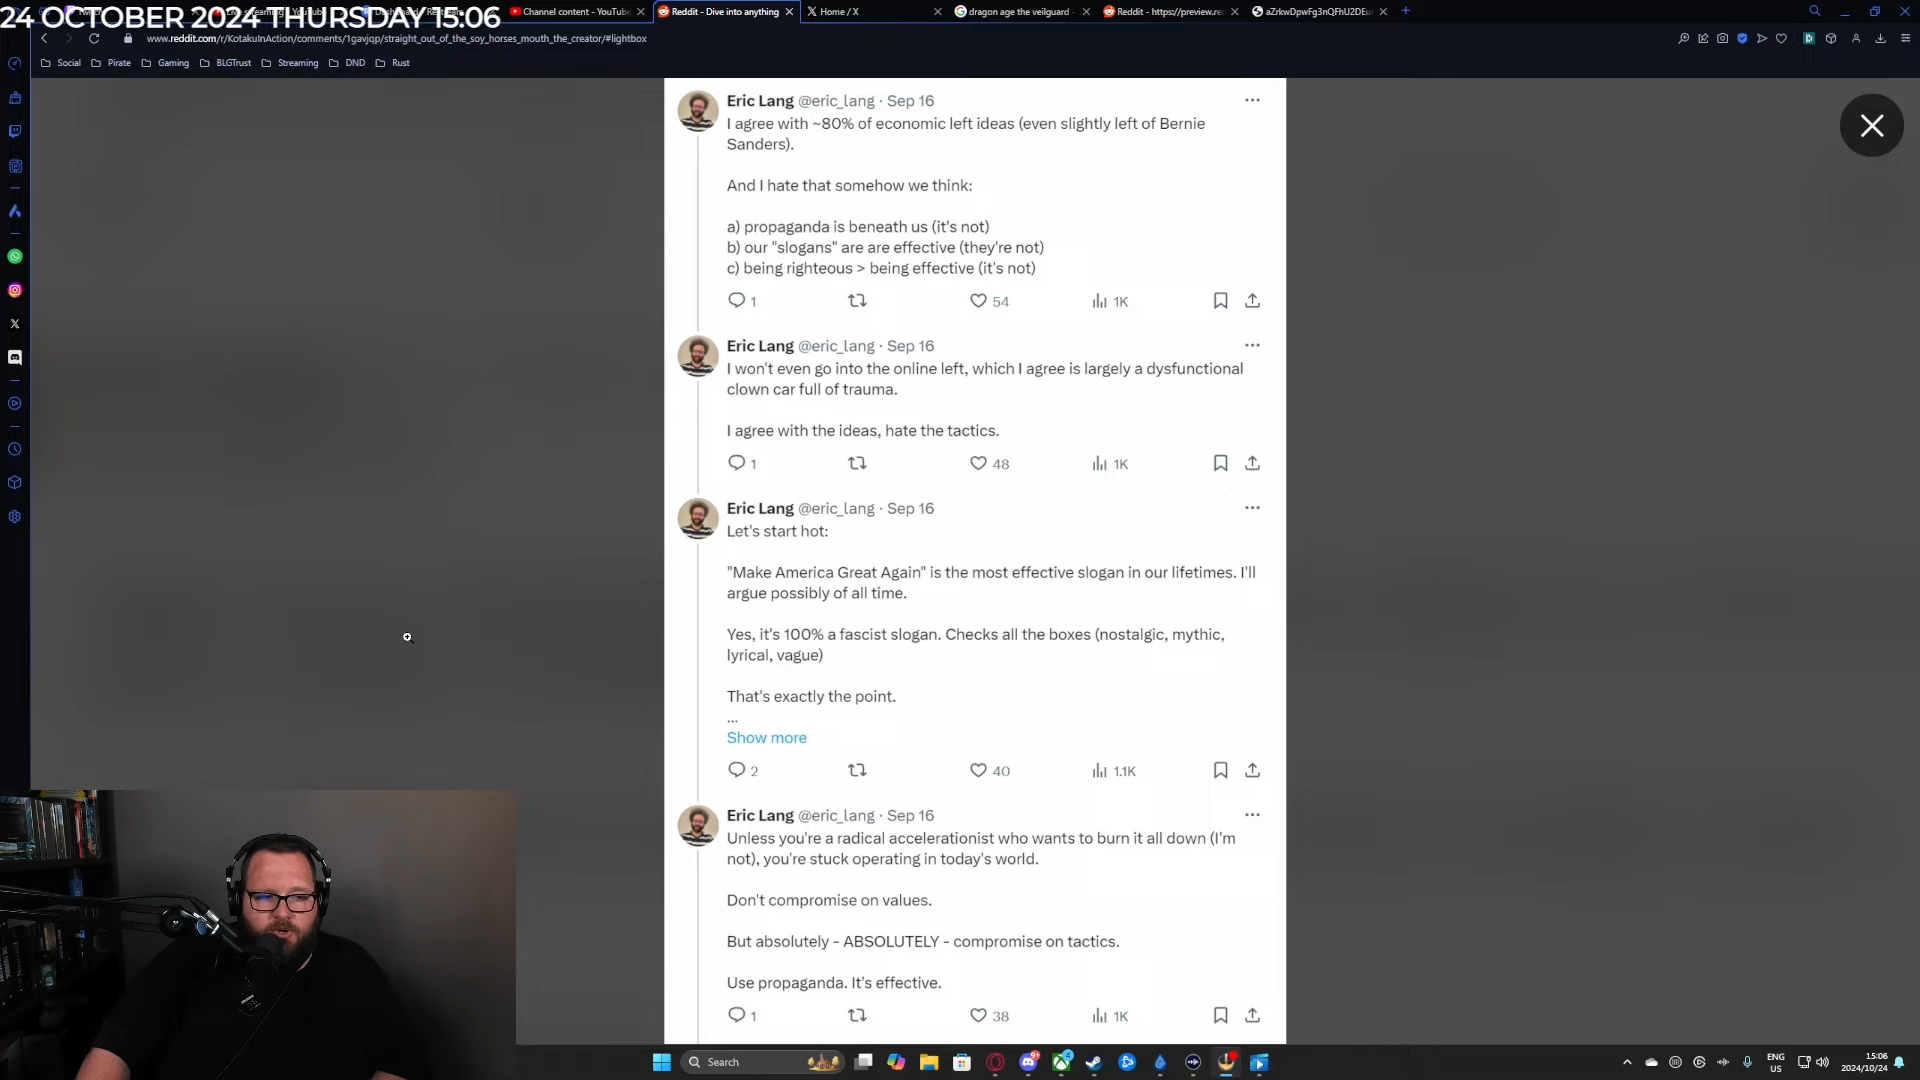 24 OCTOBER 2024 THURSDAY 15:06
Channel content - YouTube
Reddit - Dive into anything
Home / X
dragon age the veilguard -
Reddit - https://preview.re
www.reddit.com/r/KotakuInAction/comments/1gavjqp/straight_out_of_the_soy_horses_mouth_the_creator/#lightbox
Social
Pirate
Gaming
BLGTrust
Streaming
DND
Rust
Eric Lang @eric_lang · Sep 16
I agree with ~80% of economic left ideas (even slightly left of Bernie
Sanders).
And I hate that somehow we think:
a) propaganda is beneath us (it's not)
b) our "slogans" are are effective (they're not)
c) being righteous > being effective (it's not)
1
54
1K
Eric Lang @eric_lang · Sep 16
I won't even go into the online left, which I agree is largely a dysfunctional
clown car full of trauma.
I agree with the ideas, hate the tactics.
1
48
1K
Eric Lang @eric_lang · Sep 16
Let's start hot:
"Make America Great Again" is the most effective slogan in our lifetimes. I'll
argue possibly of all time.
Yes, it's 100% a fascist slogan. Checks all the boxes (nostalgic, mythic,
lyrical, vague)
That's exactly the point.
...
Show more
2
40
1.1K
Eric Lang @eric_lang · Sep 16
Unless you're a radical accelerationist who wants to burn it all down (I'm
not), you're stuck operating in today's world.
Don't compromise on values.
But absolutely - ABSOLUTELY - compromise on tactics.
Use propaganda. It's effective.
1
38
1K
Search
ENG
US
15:06
2024/10/24